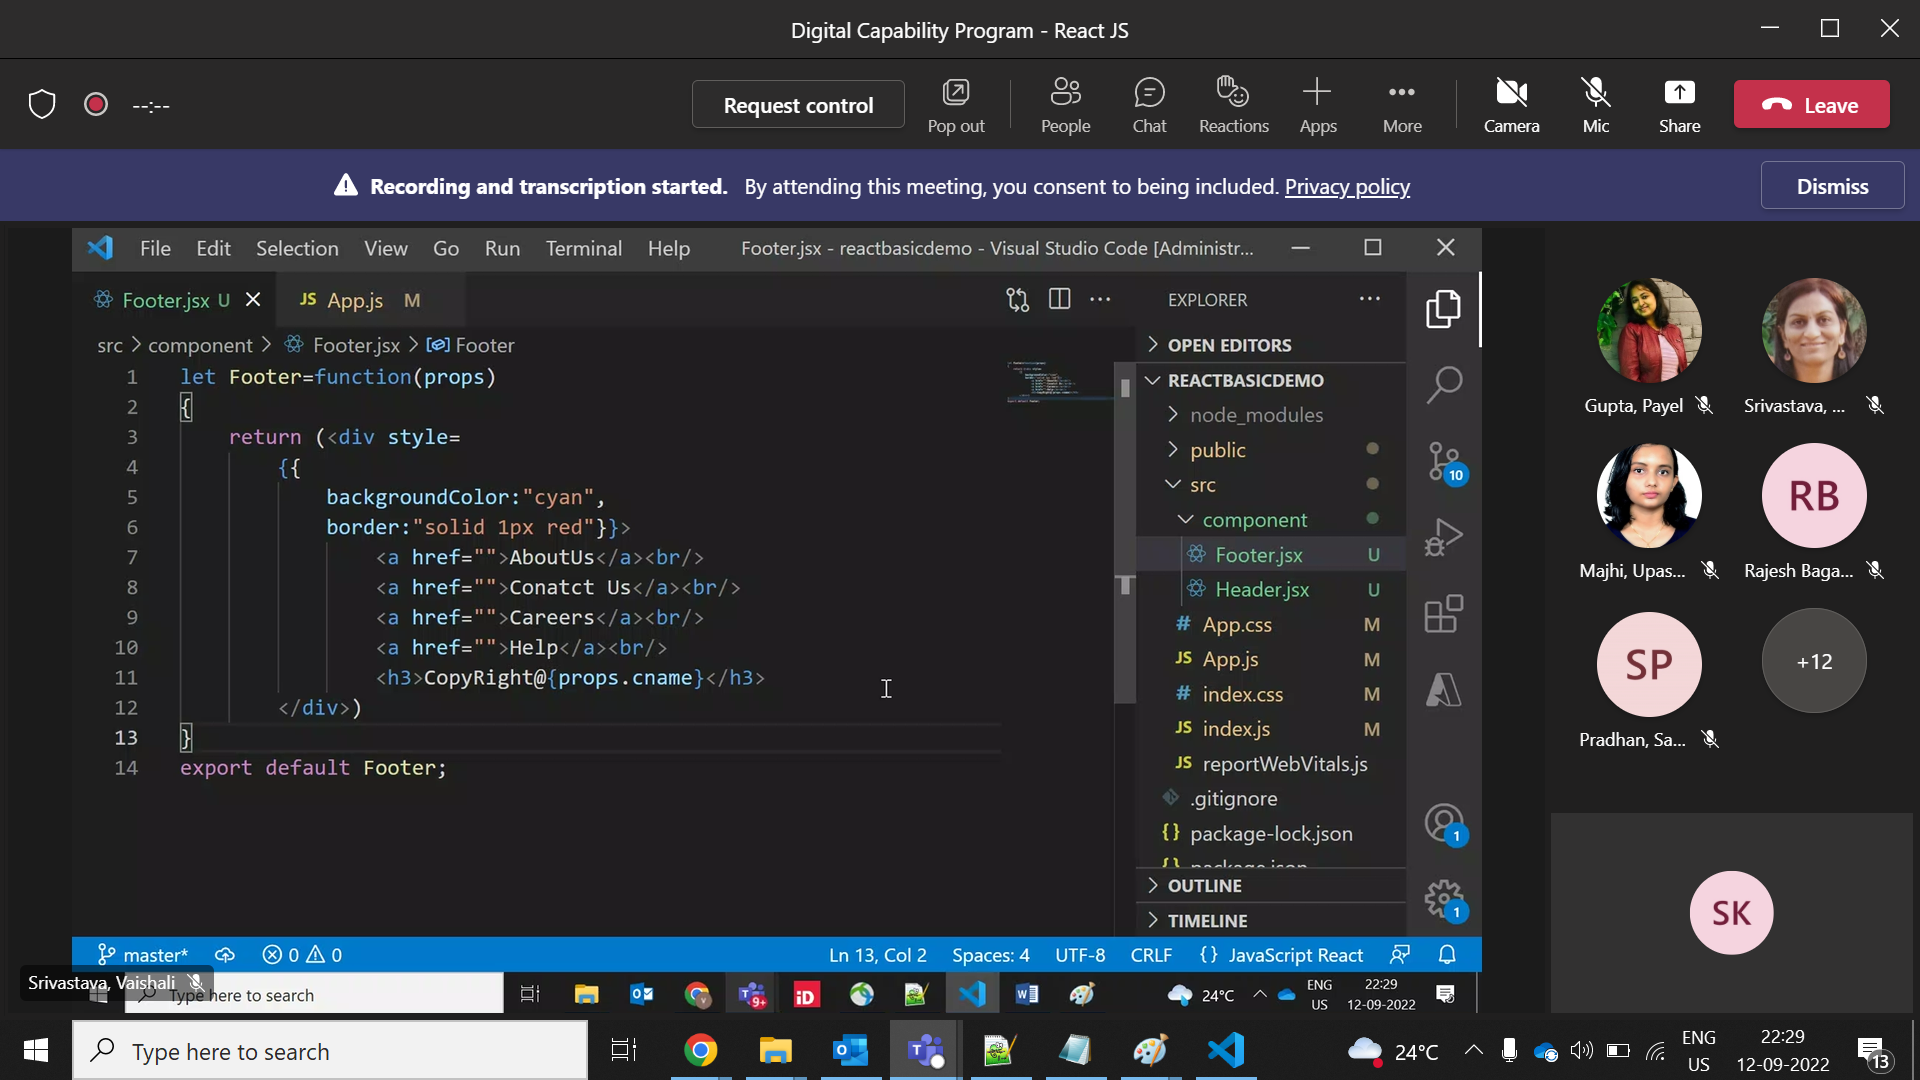 Digital Capability Program - React JS
--:--
Request control
Pop out
People
Chat
Reactions
Apps
More
Camera
Mic
Share
Leave
Recording and transcription started. By attending this meeting, you consent to being included. Privacy policy
Dismiss
File Edit Selection View Go Run Terminal Help
Footer.jsx - reactbasicdemo - Visual Studio Code [Administr...
Footer.jsx U
JS App.js M
src > component > Footer.jsx > Footer
1 let Footer=function(props)
2 {
3 return (<div style=
4 {{
5 backgroundColor:"cyan",
6 border:"solid 1px red"}}>
7 <a href="">AboutUs</a><br/>
8 <a href="">Conatct Us</a><br/>
9 <a href="">Careers</a><br/>
10 <a href="">Help</a><br/>
11 <h3>CopyRight@{props.cname}</h3>
12 </div>)
13 }
14 export default Footer;
EXPLORER
OPEN EDITORS
REACTBASICDEMO
node_modules
public
src
component
Footer.jsx U
Header.jsx U
# App.css M
JS App.js M
# index.css M
JS index.js M
JS reportWebVitals.js
.gitignore
{} package-lock.json
{} package.json
OUTLINE
TIMELINE
10
1
1
Gupta, Payel
Srivastava, ...
Majhi, Upas...
RB
Rajesh Baga...
SP
Pradhan, Sa...
+12
SK
master*
0
0
Ln 13, Col 2
Spaces: 4
UTF-8
CRLF
{} JavaScript React
Srivastava, Vaishali
Type here to search
9+
iD
24°C
ENG
US
22:29
12-09-2022
Type here to search
24°C
ENG
US
22:29
12-09-2022
13